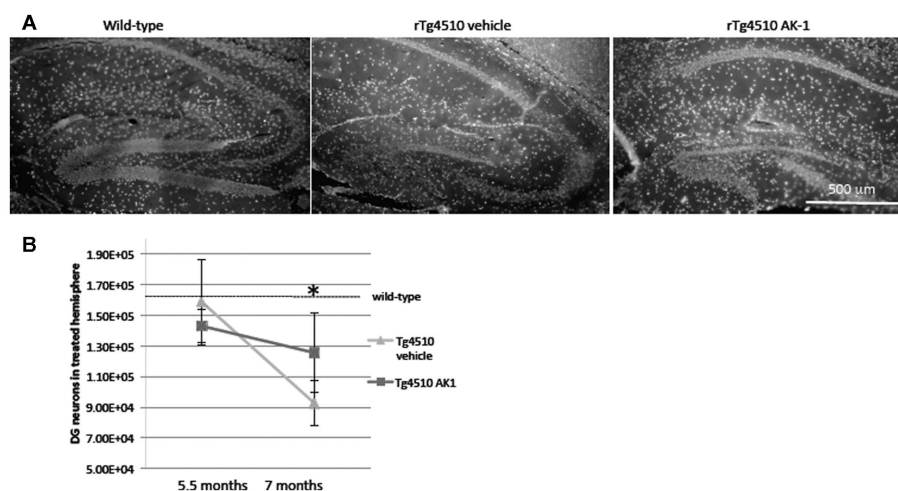 A
Wild-type
rTg4510 vehicle
rTg4510 AK-1
500 µm
B
DG neurons in treated hemisphere
1.90E+05
1.70E+05
1.50E+05
1.30E+05
1.10E+05
9.00E+04
7.00E+04
5.00E+04
*
wild-type
Tg4510
vehicle
Tg4510 AK1
5.5 months
7 months